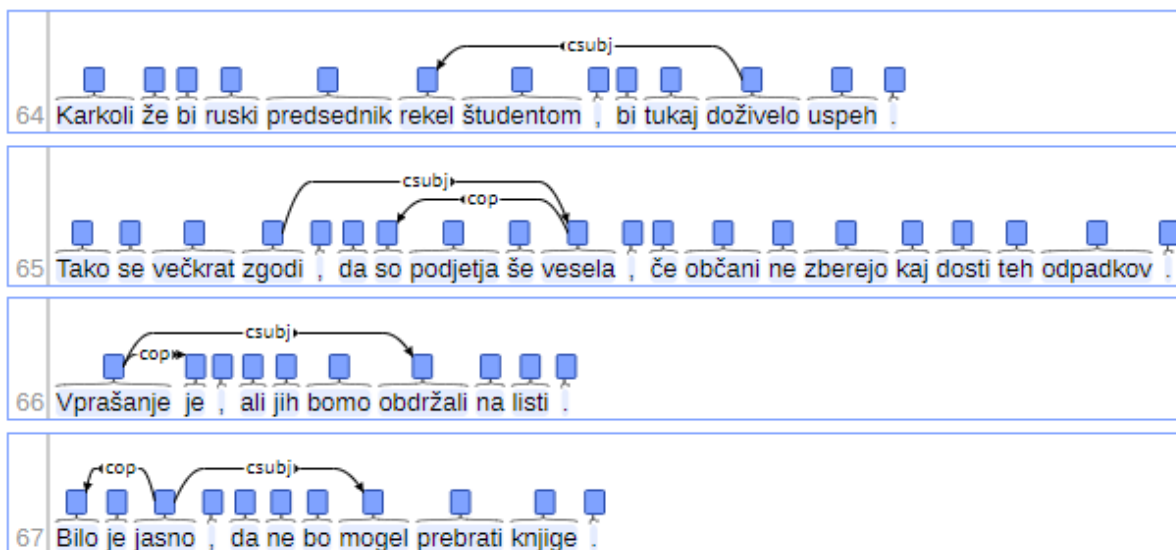 csubj
64 Karkoli že bi ruski predsednik rekel študentom , bi tukaj doživelo uspeh .
csubj
cop
65 Tako se večkrat zgodi , da so podjetja še vesela , če občani ne zberejo kaj dosti teh odpadkov .
csubj
cop
66 Vprašanje je , ali jih bomo obdržali na listi .
cop csubj
67 Bilo je jasno , da ne bo mogel prebrati knjige .